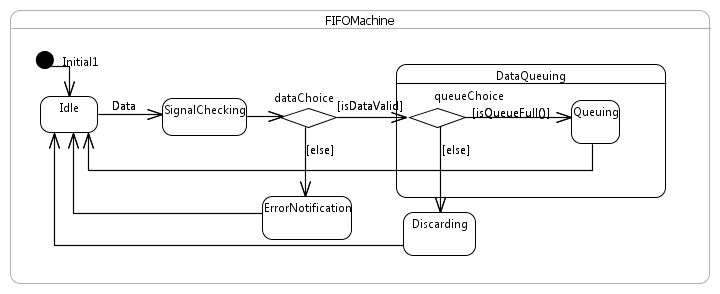 FIFOMachine
Initial1
DataQueuing
dataChoice
queueChoice
Idle
Data
SignalChecking
[isDataValid]
[isQueueFull()]
Queuing
[else]
[else]
ErrorNotification
Discarding